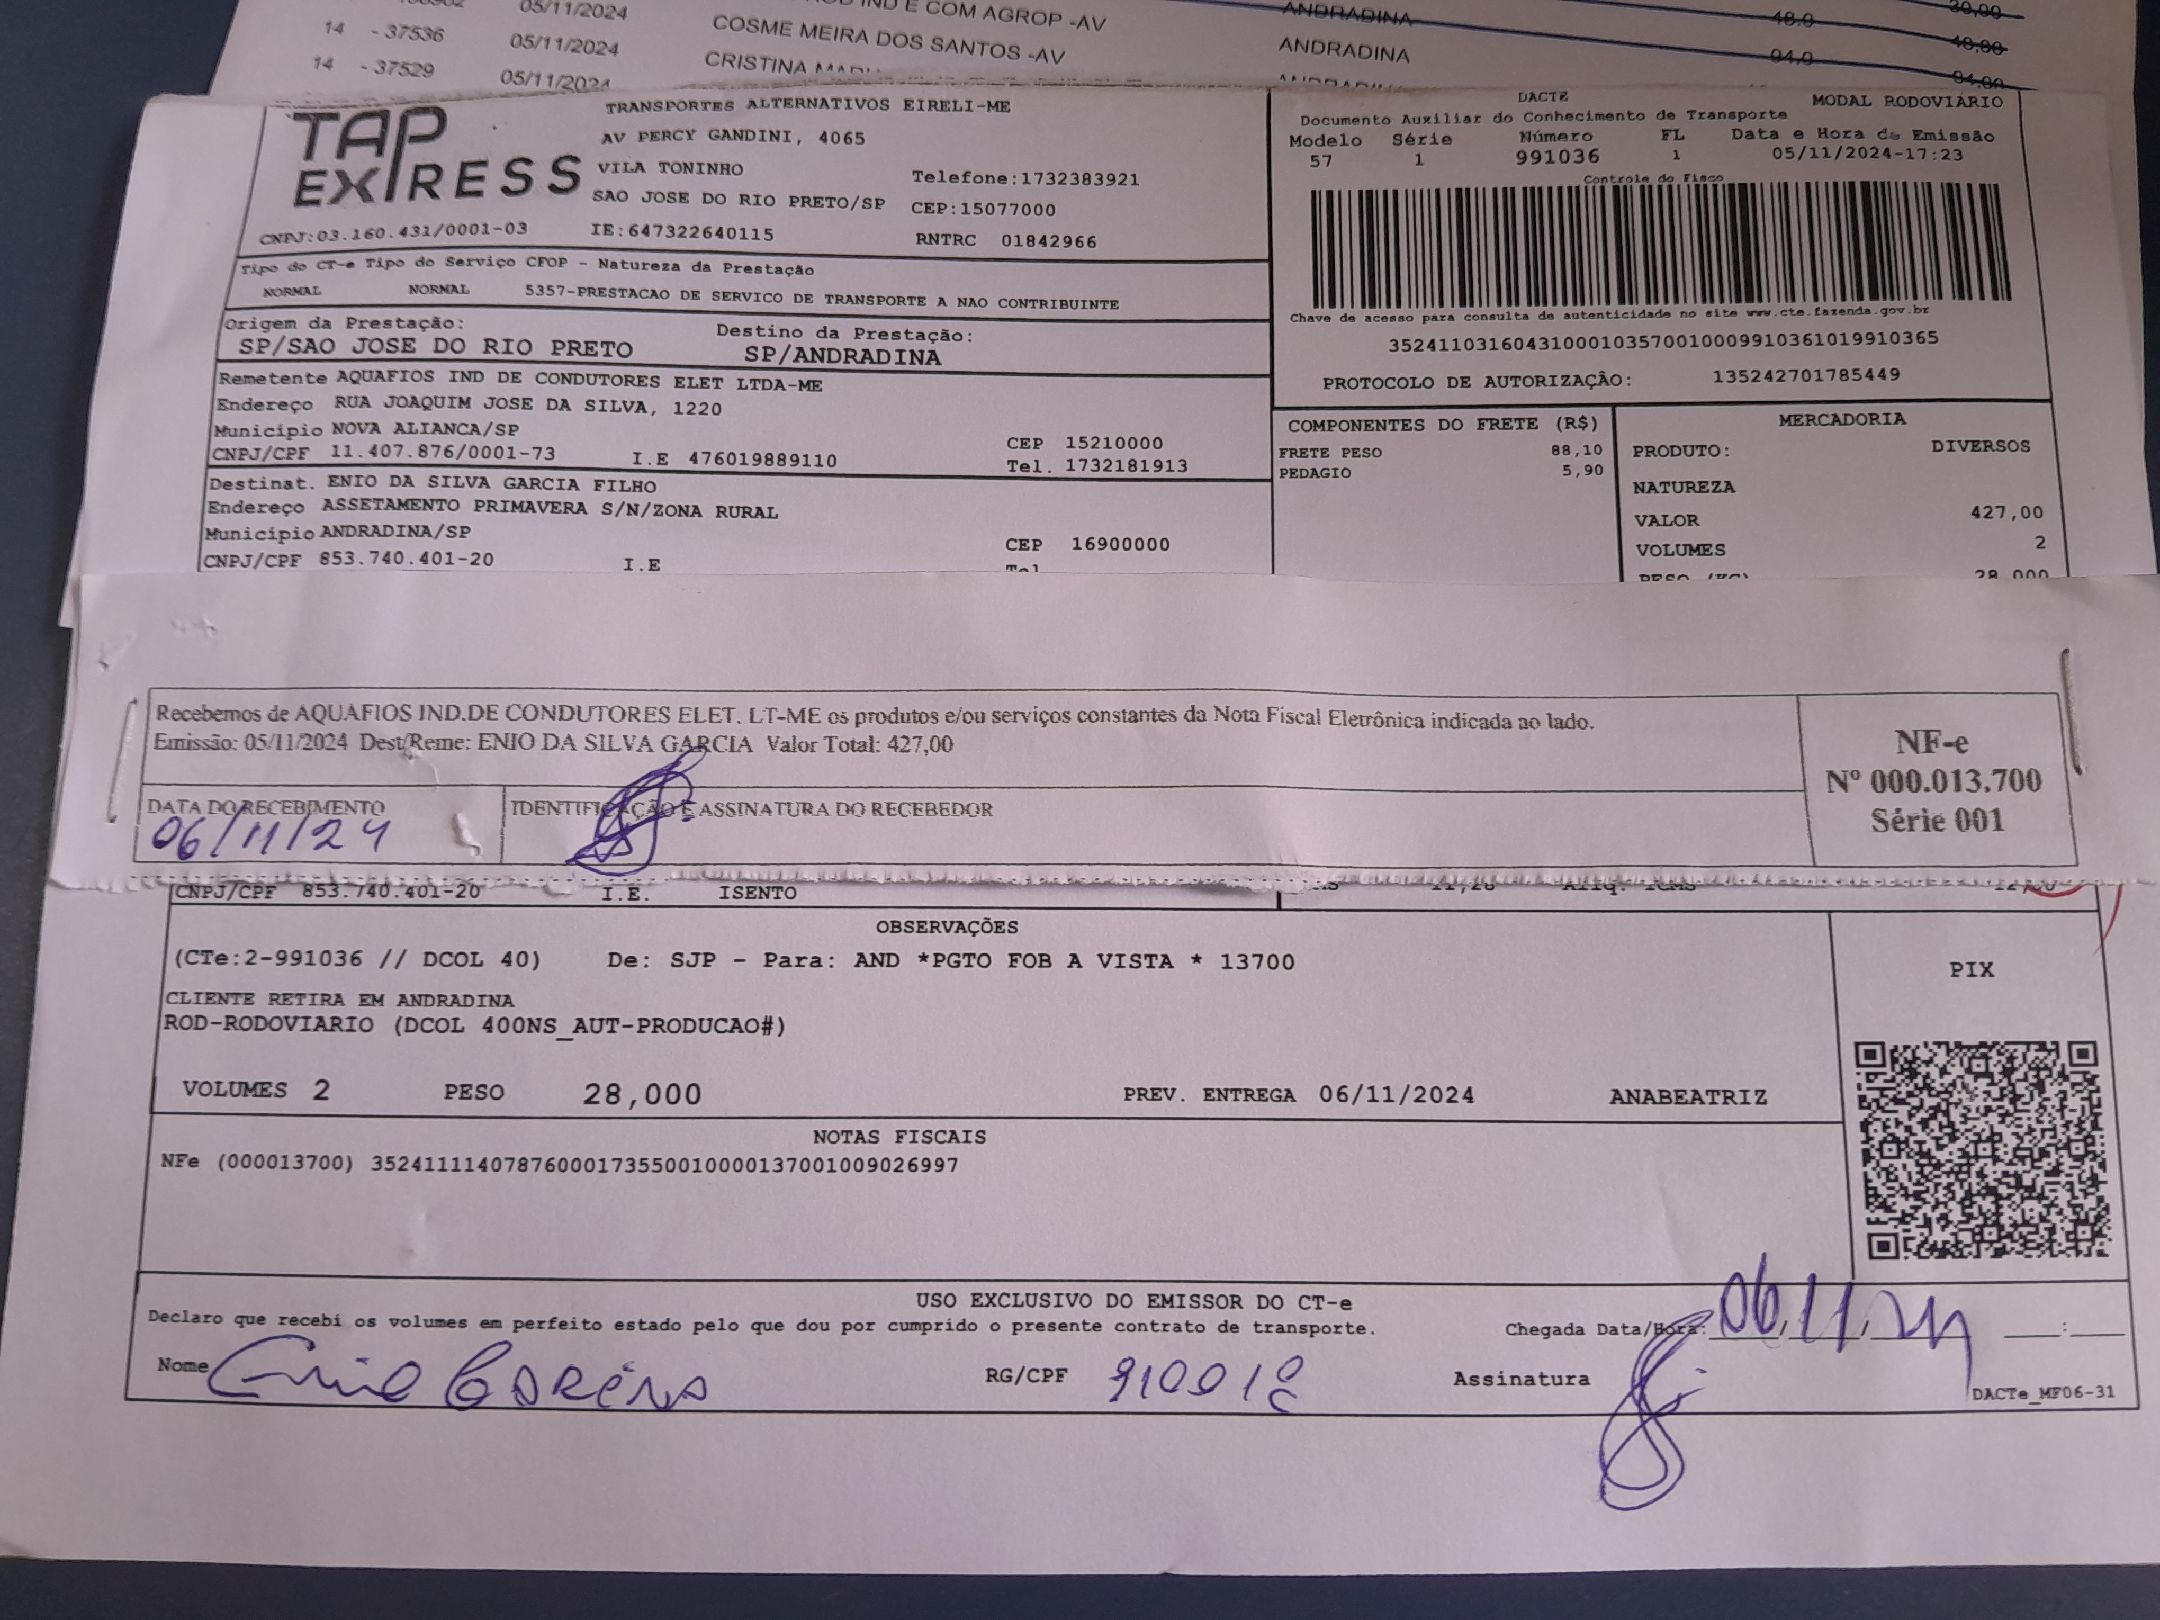 05/11/2024 IND E COM AGROP -AV ANDRADINA 48,0 30,00
14 - 37536 05/11/2024 COSME MEIRA DOS SANTOS -AV ANDRADINA 94,0 48,80
14 - 37529 05/11/2024 CRISTINA 94,00
TAP EXPRESS
TRANSPORTES ALTERNATIVOS EIRELI-ME
AV PERCY GANDINI, 4065
VILA TONINHO Telefone:1732383921
SAO JOSE DO RIO PRETO/SP CEP:15077000
CNPJ:03.160.431/0001-03 IE:647322640115 RNTRC 01842966
DACTE MODAL RODOVIÁRIO
Documento Auxiliar do Conhecimento de Transporte
Modelo Série Número FL Data e Hora de Emissão
57 1 991036 1 05/11/2024-17:23
Controle do Fisco
Chave de acesso para consulta de autenticidade no site www.cte.fazenda.gov.br
35241103160431000103570010009910361019910365
PROTOCOLO DE AUTORIZAÇÃO: 135242701785449
Tipo do CT-e Tipo do Serviço CFOP - Natureza da Prestação
NORMAL NORMAL 5357-PRESTACAO DE SERVICO DE TRANSPORTE A NAO CONTRIBUINTE
Origem da Prestação: Destino da Prestação:
SP/SAO JOSE DO RIO PRETO SP/ANDRADINA
Remetente AQUAFIOS IND DE CONDUTORES ELET LTDA-ME
Endereço RUA JOAQUIM JOSE DA SILVA, 1220
Município NOVA ALIANCA/SP CEP 15210000
CNPJ/CPF 11.407.876/0001-73 I.E 476019889110 Tel. 1732181913
Destinat. ENIO DA SILVA GARCIA FILHO
Endereço ASSETAMENTO PRIMAVERA S/N/ZONA RURAL
Município ANDRADINA/SP CEP 16900000
CNPJ/CPF 853.740.401-20 I.E Tel
COMPONENTES DO FRETE (R$)
FRETE PESO 88,10
PEDAGIO 5,90
MERCADORIA
PRODUTO: DIVERSOS
NATUREZA
VALOR 427,00
VOLUMES 2
PESO (KG) 28,000
Recebemos de AQUAFIOS IND.DE CONDUTORES ELET. LT-ME os produtos e/ou serviços constantes da Nota Fiscal Eletrônica indicada ao lado.
Emissão: 05/11/2024 Dest/Reme: ENIO DA SILVA GARCIA Valor Total: 427,00
DATA DO RECEBIMENTO IDENTIFICAÇÃO E ASSINATURA DO RECEBEDOR
06/11/24
NF-e
Nº 000.013.700
Série 001
CNPJ/CPF 853.740.401-20 I.E. ISENTO
OBSERVAÇÕES
(CTe:2-991036 // DCOL 40) De: SJP - Para: AND *PGTO FOB A VISTA * 13700
CLIENTE RETIRA EM ANDRADINA
ROD-RODOVIARIO (DCOL 400NS_AUT-PRODUCAO#)
VOLUMES 2 PESO 28,000 PREV. ENTREGA 06/11/2024 ANABEATRIZ
PIX
NOTAS FISCAIS
NFe (000013700) 35241111407876000173550010000137001009026997
USO EXCLUSIVO DO EMISSOR DO CT-e
Declaro que recebi os volumes em perfeito estado pelo que dou por cumprido o presente contrato de transporte. Chegada Data/Hora: 06/11/24 :
Nome RG/CPF Assinatura
DACTe_MF06-31